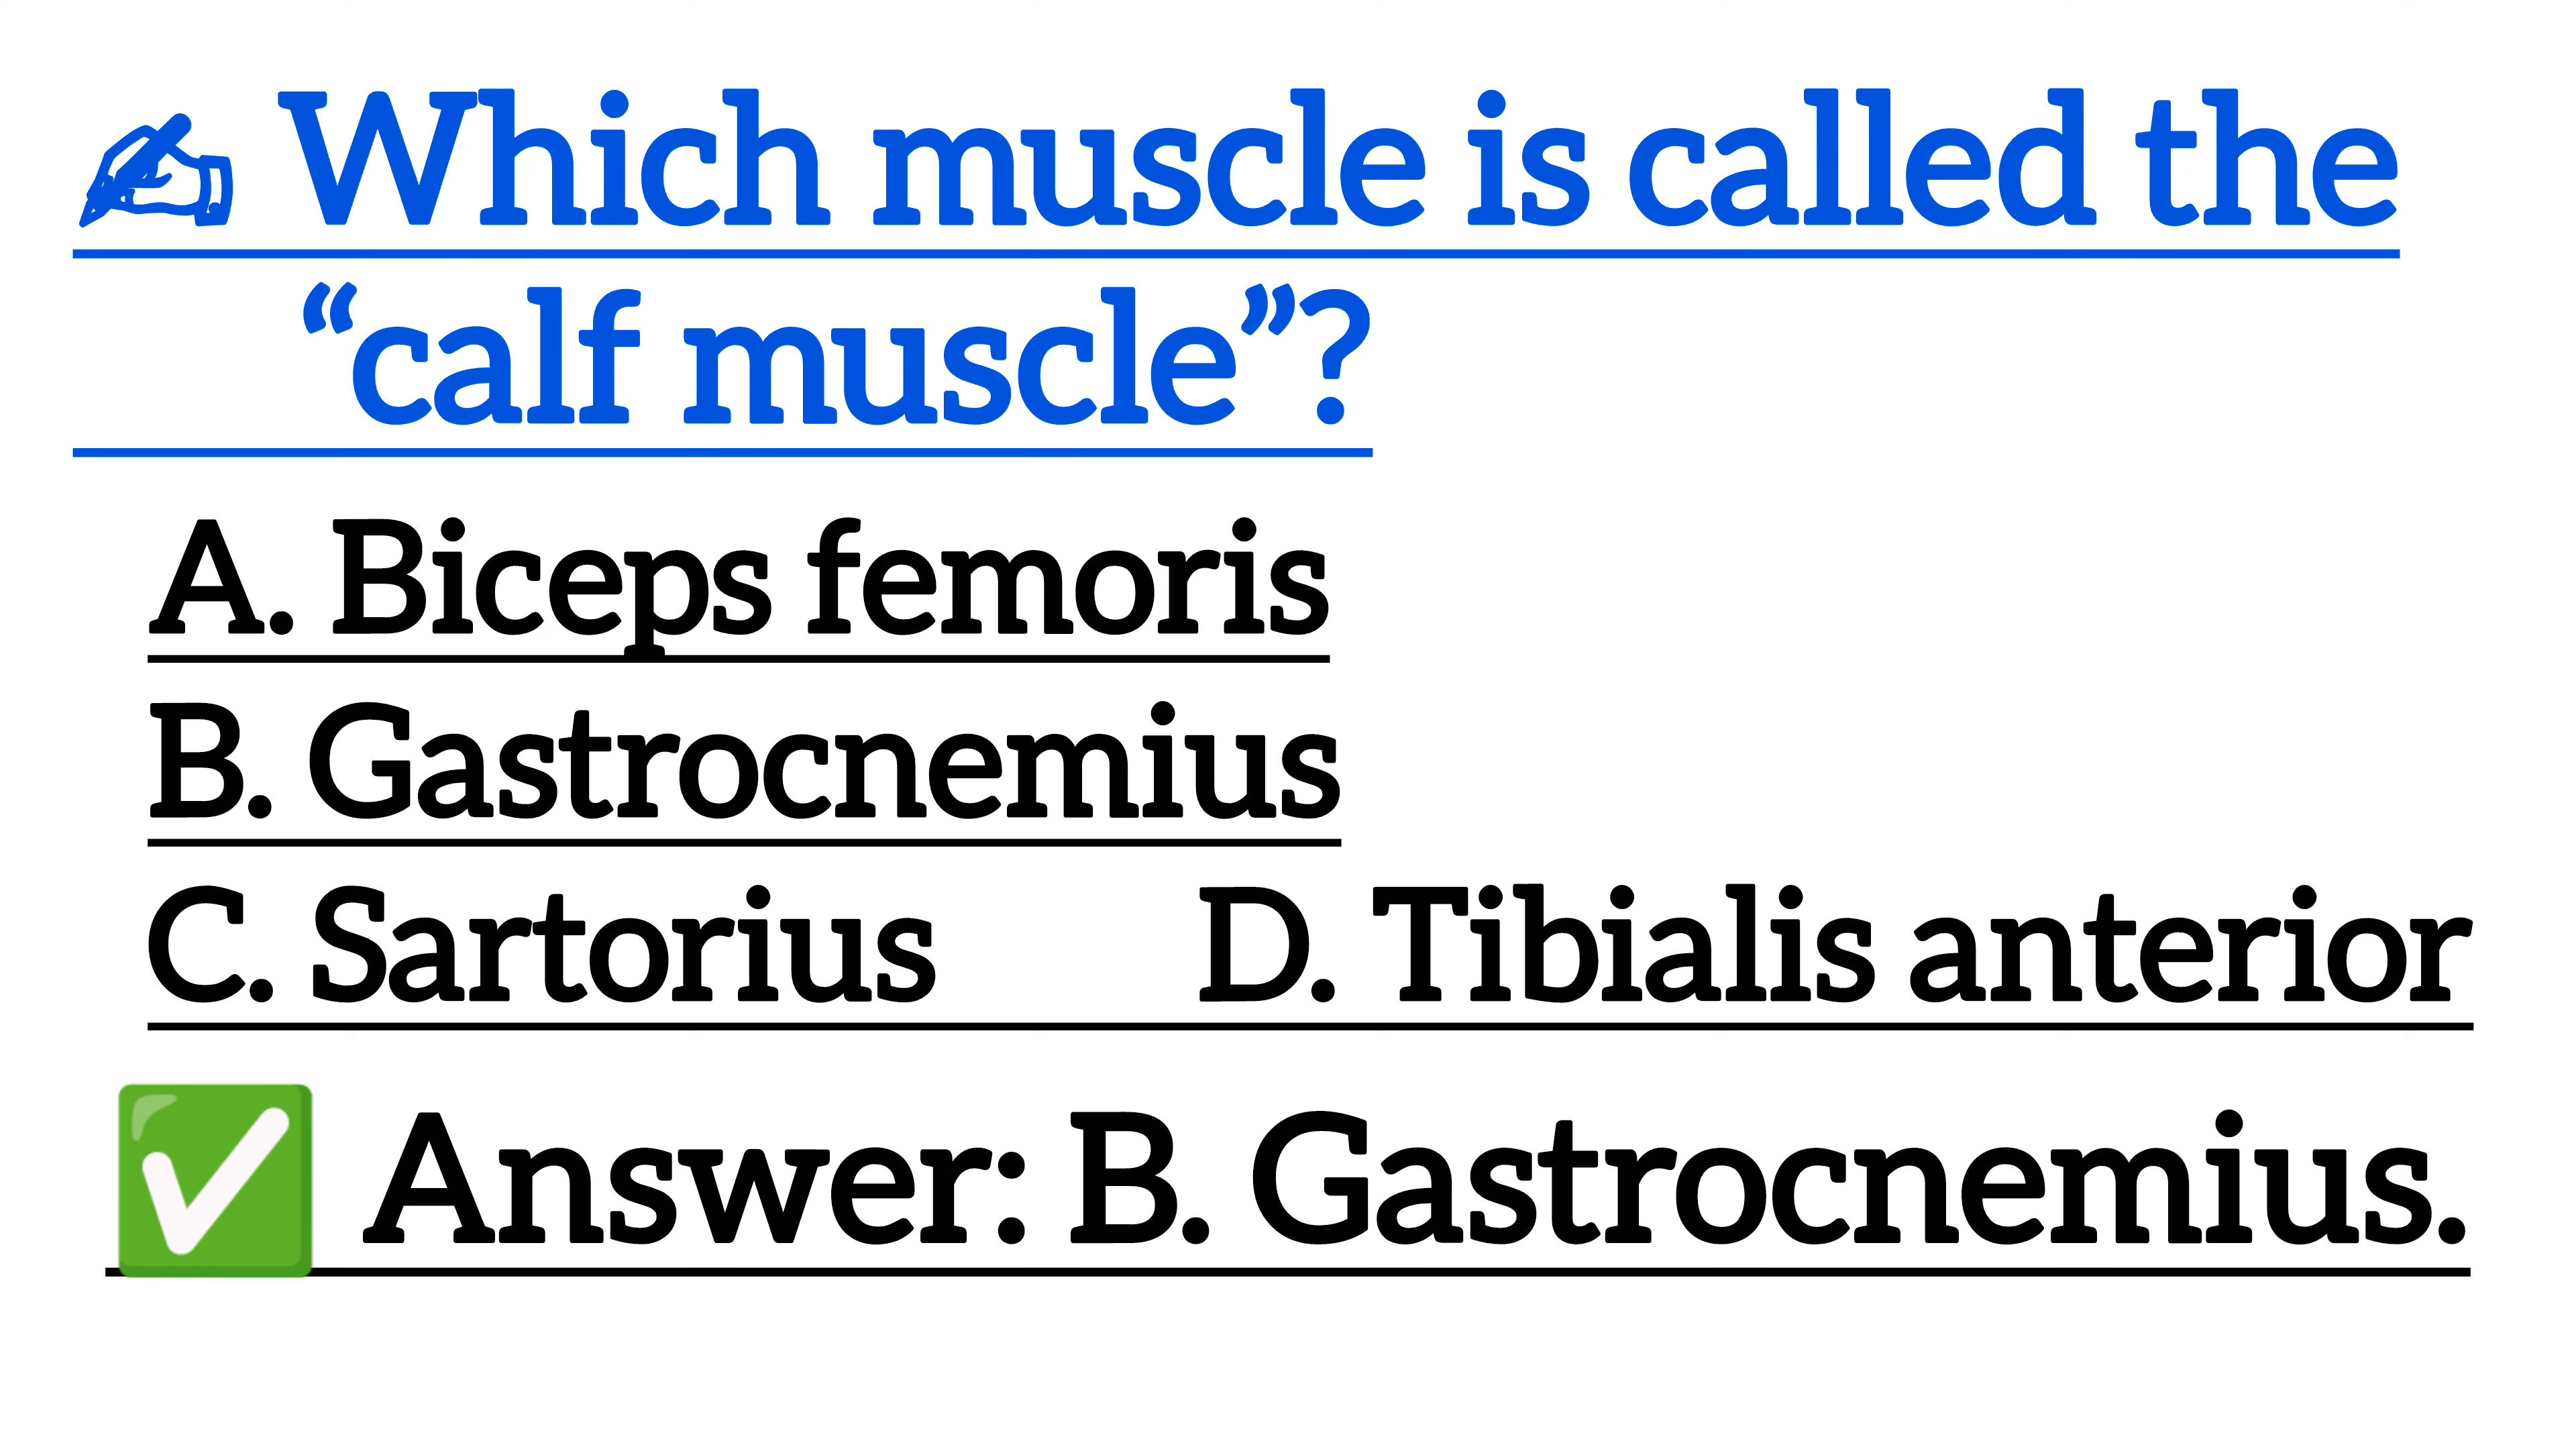 ✍ Which muscle is called the
“calf muscle”?
A. Biceps femoris
B. Gastrocnemius
C. Sartorius D. Tibialis anterior
✅ Answer: B. Gastrocnemius.